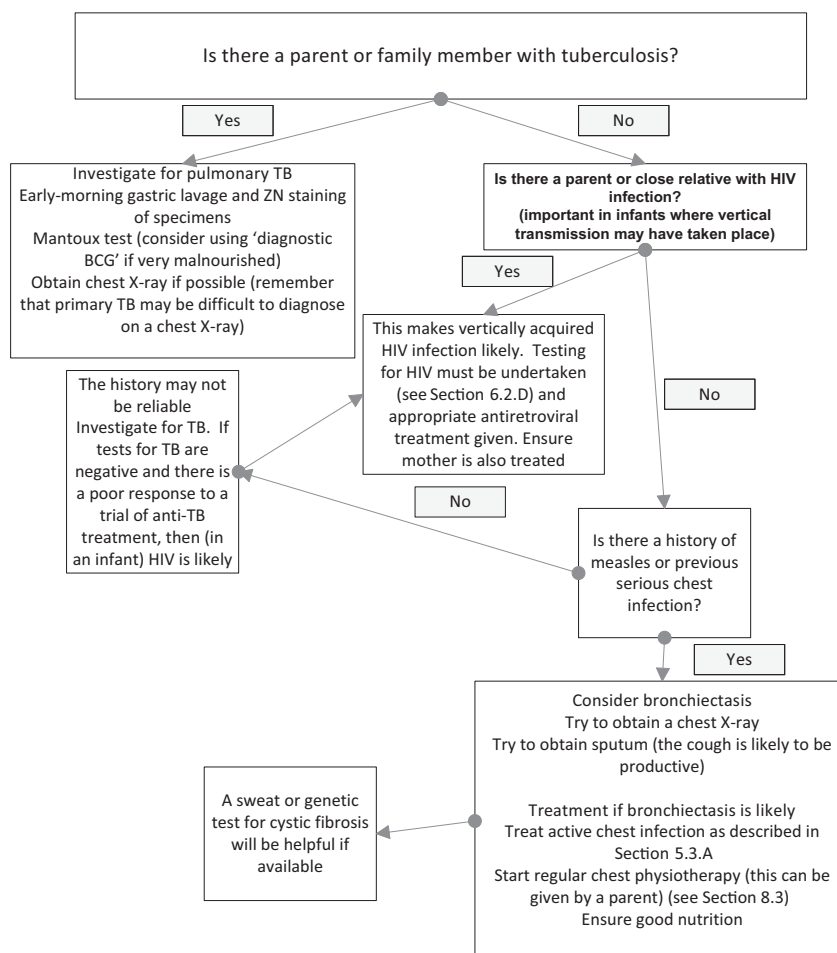 Is there a parent or family member with tuberculosis?
Yes
No
Investigate for pulmonary TB
Early-morning gastric lavage and ZN staining
of specimens
Mantoux test (consider using ‘diagnostic
BCG’ if very malnourished)
Obtain chest X-ray if possible (remember
that primary TB may be difficult to diagnose
on a chest X-ray)
Is there a parent or close relative with HIV
infection?
(important in infants where vertical
transmission may have taken place)
Yes
No
This makes vertically acquired
HIV infection likely. Testing
for HIV must be undertaken
(see Section 6.2.D) and
appropriate antiretroviral
treatment given. Ensure
mother is also treated
The history may not
be reliable
Investigate for TB. If
tests for TB are
negative and there is
a poor response to a
trial of anti-TB
treatment, then (in
an infant) HIV is likely
No
Is there a history of
measles or previous
serious chest
infection?
Yes
Consider bronchiectasis
Try to obtain a chest X-ray
Try to obtain sputum (the cough is likely to be
productive)
Treatment if bronchiectasis is likely
Treat active chest infection as described in
Section 5.3.A
Start regular chest physiotherapy (this can be
given by a parent) (see Section 8.3)
Ensure good nutrition
A sweat or genetic
test for cystic fibrosis
will be helpful if
available